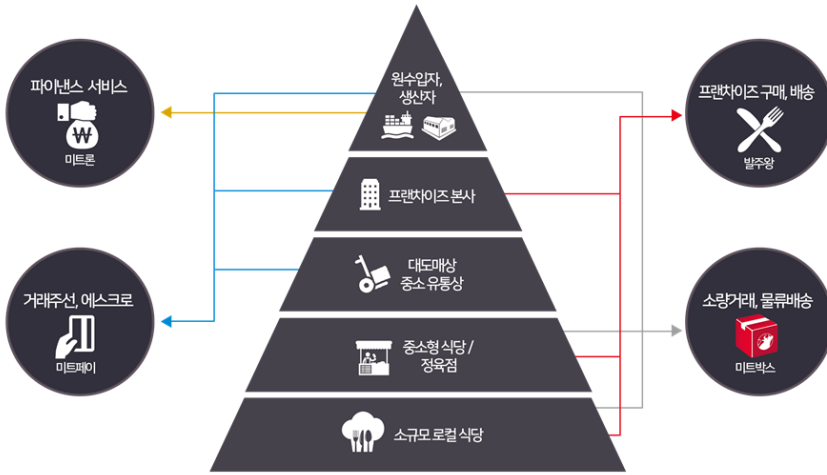 파이낸스 서비스
₩
미트론
거래주선, 에스크로
미트페이
원수입자,
생산자
프랜차이즈 본사
대도매상
중소 유통상
중소형 식당 /
정육점
소규모 로컬 식당
프랜차이즈 구매, 배송
발주왕
소량거래, 물류배송
미트박스